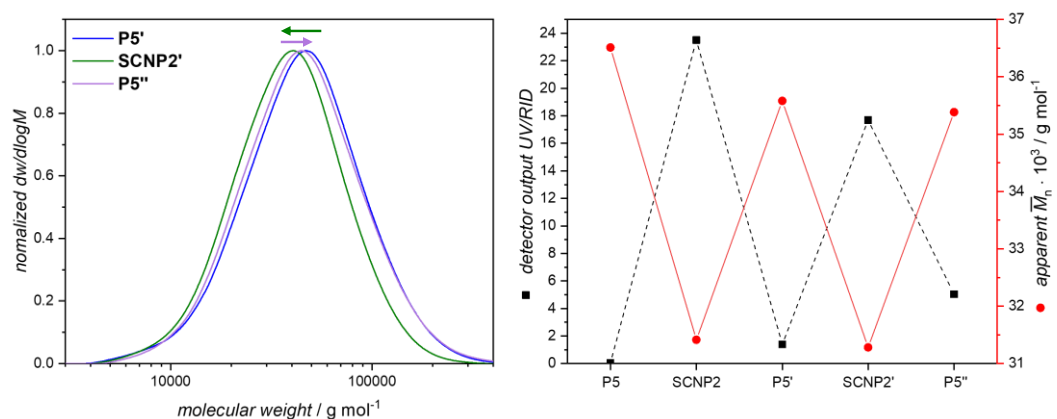 P5'
SCNP2'
P5"
1.0
0.8
0.6
0.4
0.2
0.0
nomalized dw/dlogM
10000
100000
molecular weight / g mol⁻¹
24
22
20
18
16
14
12
10
8
6
4
2
0
detector output UV/RID
P5
SCNP2
P5'
SCNP2'
P5"
37
36
35
34
33
32
31
apparent M̅n · 10³ / g mol⁻¹